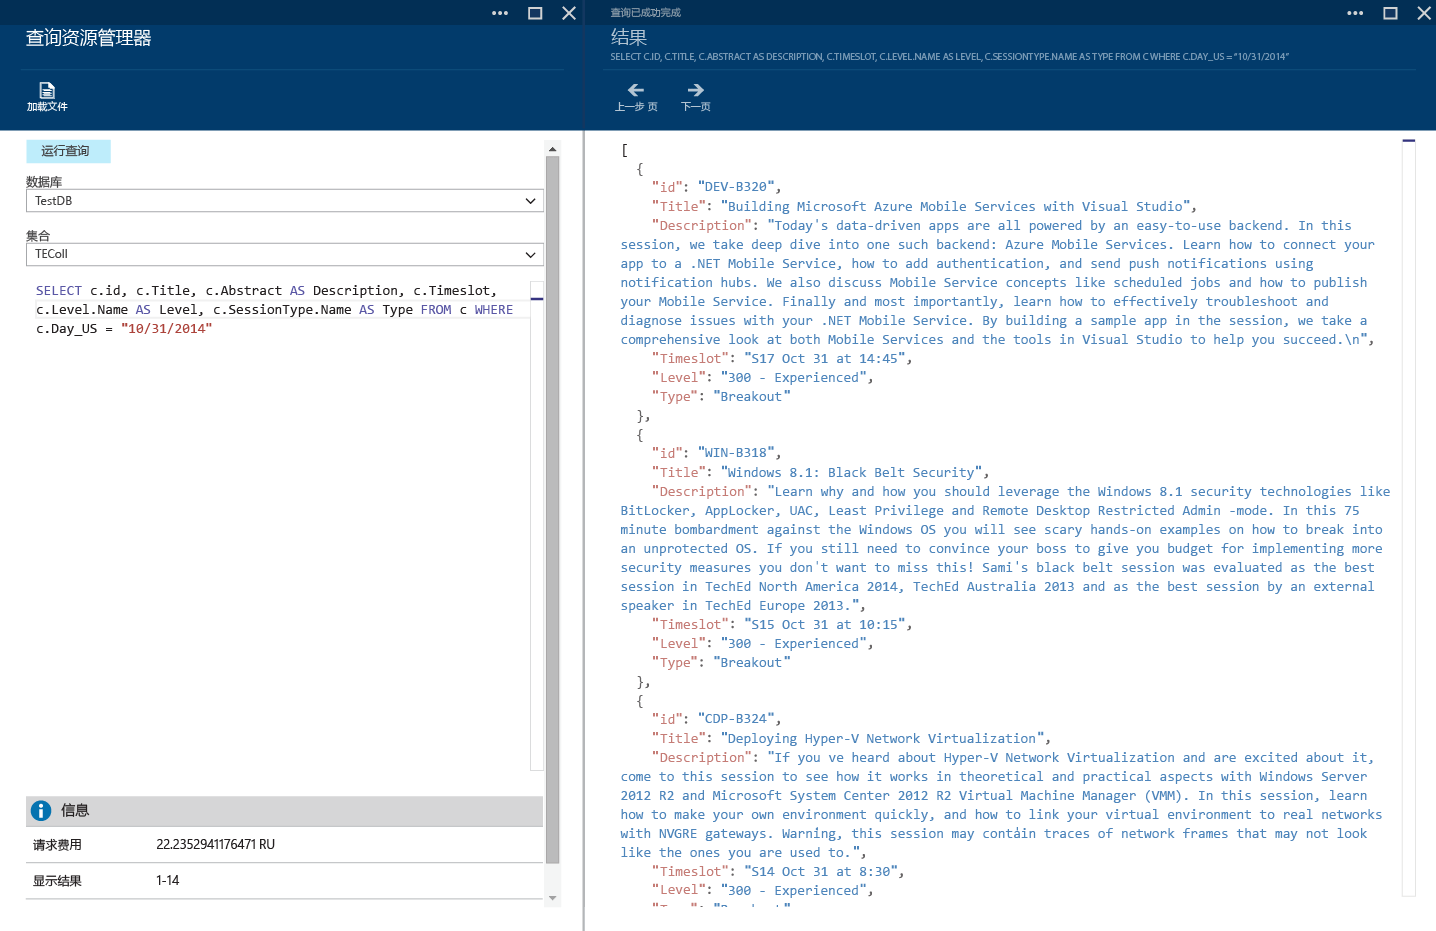 查询资源管理器
加载文件
运行查询
数据库
TestDB
集合
TEColl
SELECT c.id, c.Title, c.Abstract AS Description, c.Timeslot,
c.Level.Name AS Level, c.SessionType.Name AS Type FROM c WHERE
c.Day_US = "10/31/2014"
信息
请求费用 22.2352941176471 RU
显示结果 1-14
查询已成功完成
结果
SELECT C.ID, C.TITLE, C.ABSTRACT AS DESCRIPTION, C.TIMESLOT, C.LEVEL.NAME AS LEVEL, C.SESSIONTYPE.NAME AS TYPE FROM C WHERE C.DAY_US = "10/31/2014"
上一步 页 下一页
[
{
"id": "DEV-B320",
"Title": "Building Microsoft Azure Mobile Services with Visual Studio",
"Description": "Today's data-driven apps are all powered by an easy-to-use backend. In this
session, we take deep dive into one such backend: Azure Mobile Services. Learn how to connect your
app to a .NET Mobile Service, how to add authentication, and send push notifications using
notification hubs. We also discuss Mobile Service concepts like scheduled jobs and how to publish
your Mobile Service. Finally and most importantly, learn how to effectively troubleshoot and
diagnose issues with your .NET Mobile Service. By building a sample app in the session, we take a
comprehensive look at both Mobile Services and the tools in Visual Studio to help you succeed.\n",
"Timeslot": "S17 Oct 31 at 14:45",
"Level": "300 - Experienced",
"Type": "Breakout"
},
{
"id": "WIN-B318",
"Title": "Windows 8.1: Black Belt Security",
"Description": "Learn why and how you should leverage the Windows 8.1 security technologies like
BitLocker, AppLocker, UAC, Least Privilege and Remote Desktop Restricted Admin -mode. In this 75
minute bombardment against the Windows OS you will see scary hands-on examples on how to break into
an unprotected OS. If you still need to convince your boss to give you budget for implementing more
security measures you don't want to miss this! Sami's black belt session was evaluated as the best
session in TechEd North America 2014, TechEd Australia 2013 and as the best session by an external
speaker in TechEd Europe 2013.",
"Timeslot": "S15 Oct 31 at 10:15",
"Level": "300 - Experienced",
"Type": "Breakout"
},
{
"id": "CDP-B324",
"Title": "Deploying Hyper-V Network Virtualization",
"Description": "If you ve heard about Hyper-V Network Virtualization and are excited about it,
come to this session to see how it works in theoretical and practical aspects with Windows Server
2012 R2 and Microsoft System Center 2012 R2 Virtual Machine Manager (VMM). In this session, learn
how to make your own environment quickly, and how to link your virtual environment to real networks
with NVGRE gateways. Warning, this session may contain traces of network frames that may not look
like the ones you are used to.",
"Timeslot": "S14 Oct 31 at 8:30",
"Level": "300 - Experienced",